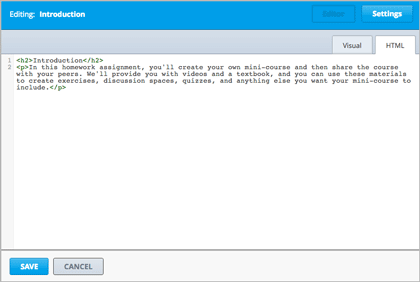 Editing: Introduction
Editor Settings
Visual HTML
1 <h2>Introduction</h2>
2 <p>In this homework assignment, you'll create your own mini-course and then share the course
with your peers. We'll provide you with videos and a textbook, and you can use these materials
to create exercises, discussion spaces, quizzes, and anything else you want your mini-course to
include.</p>
SAVE CANCEL